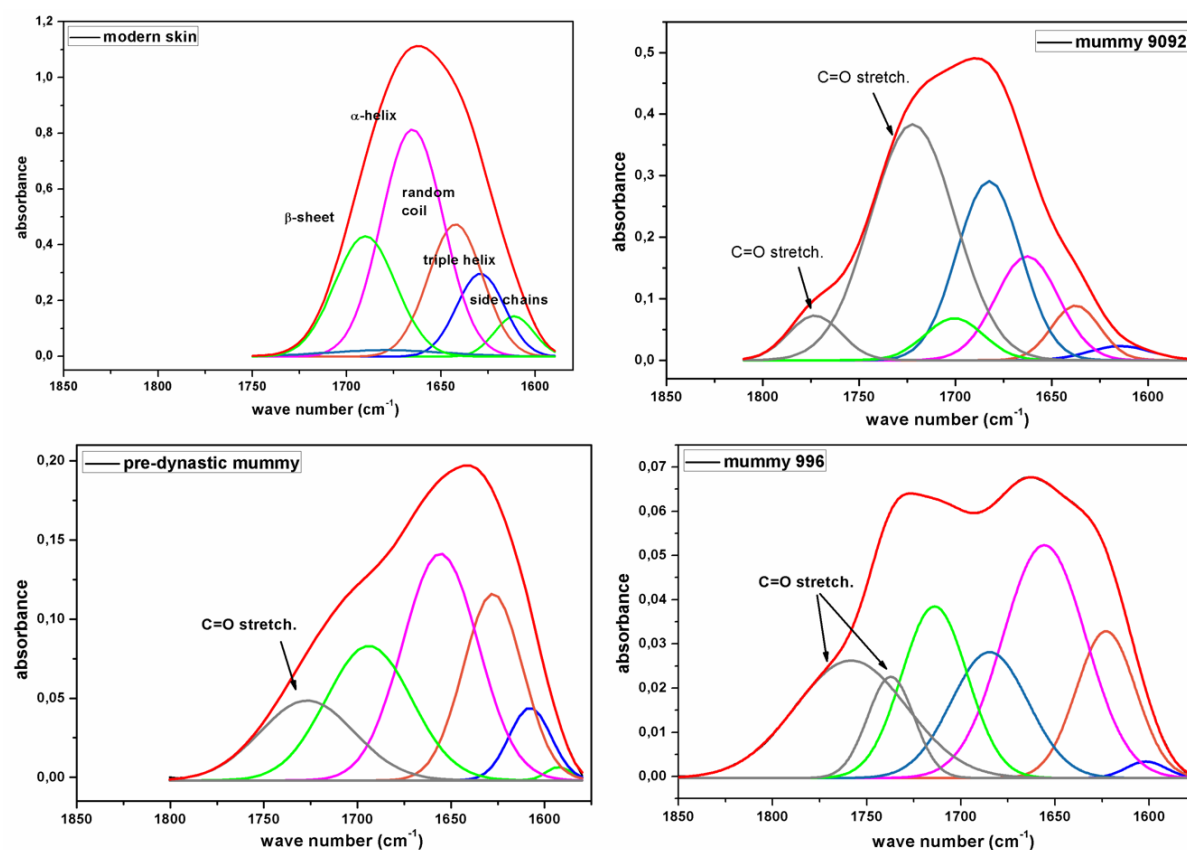 modern skin
1,2
1,0
0,8
0,6
0,4
0,2
0,0
absorbance
α-helix
β-sheet
random
coil
triple helix
side chains
1850 1800 1750 1700 1650 1600
wave number (cm-1)
mummy 9092
0,5
0,4
0,3
0,2
0,1
0,0
absorbance
C=O stretch.
C=O stretch.
1850 1800 1750 1700 1650 1600
wave number (cm-1)
pre-dynastic mummy
0,20
0,15
0,10
0,05
0,00
absorbance
C=O stretch.
1850 1800 1750 1700 1650 1600
wave number (cm-1)
mummy 996
0,07
0,06
0,05
0,04
0,03
0,02
0,01
0,00
absorbance
C=O stretch.
1850 1800 1750 1700 1650 1600
wave number (cm-1)